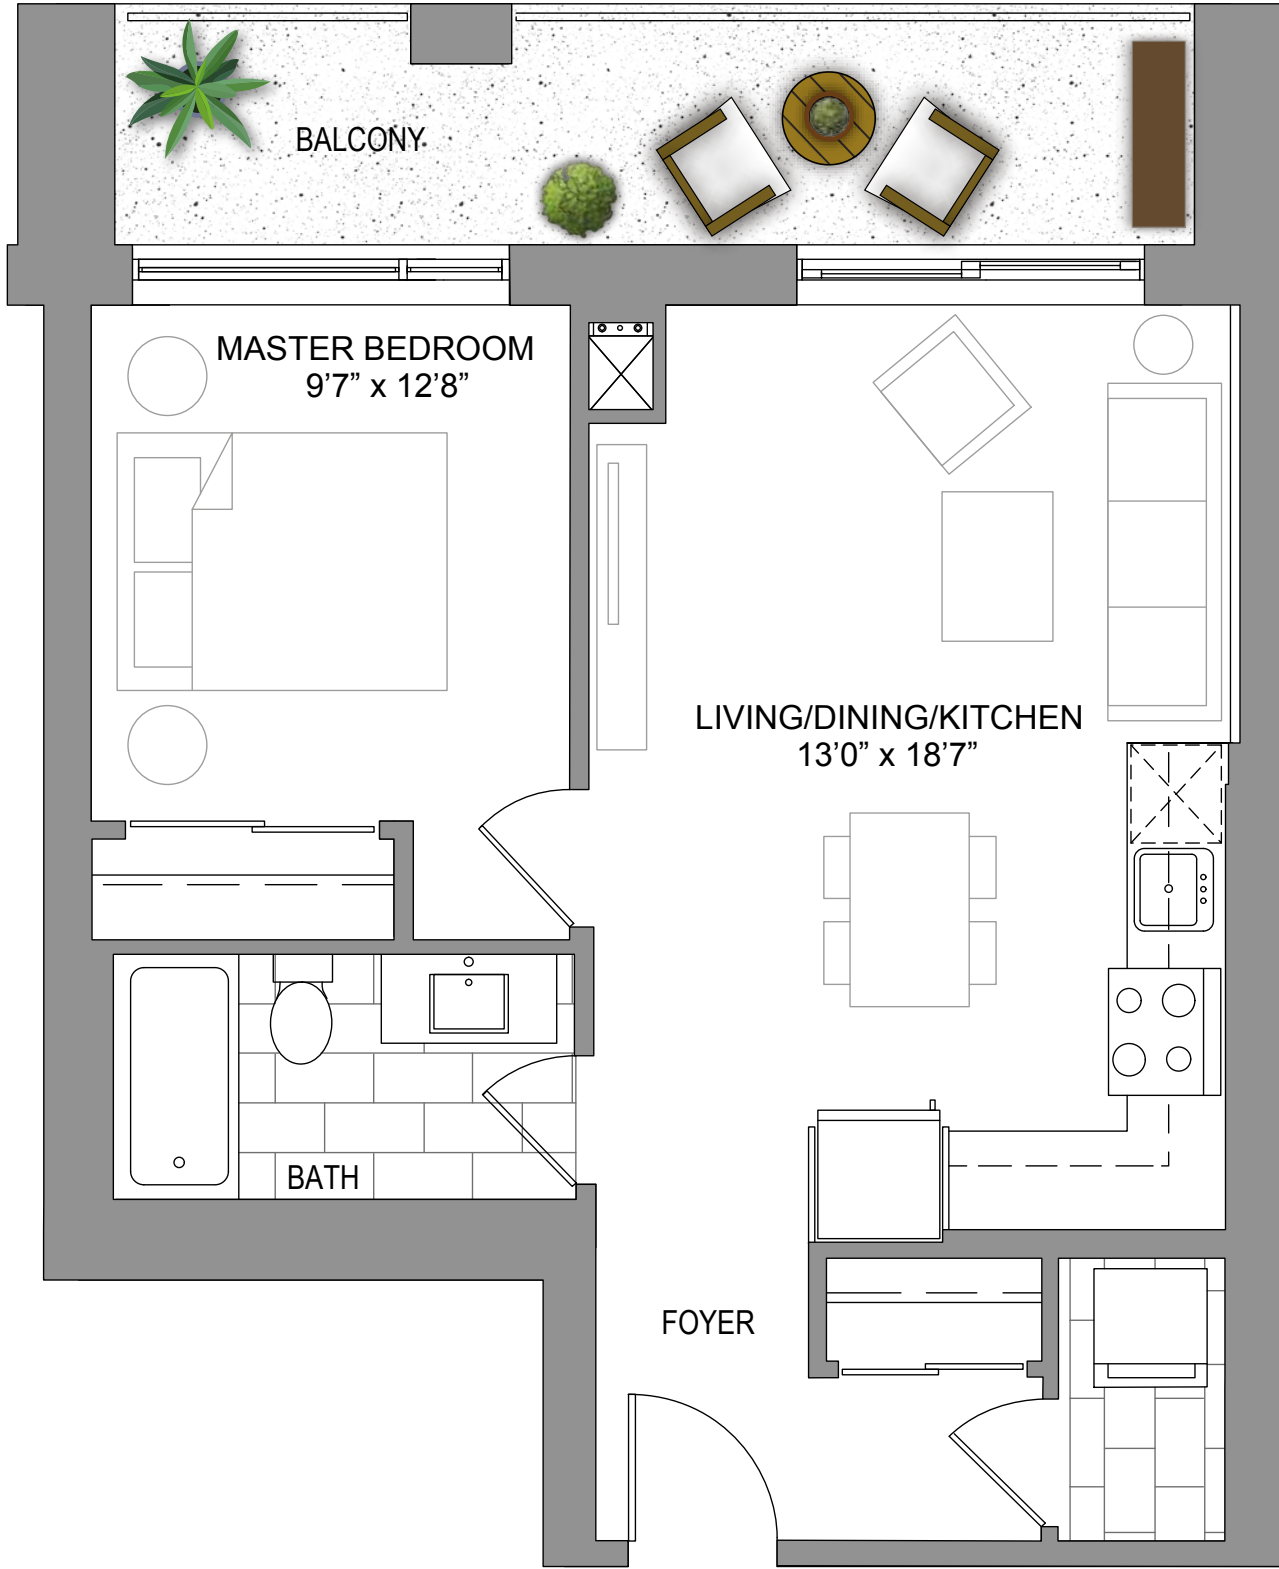 BALCONY
MASTER BEDROOM
9’7” x 12’8”
LIVING/DINING/KITCHEN
13’0” x 18’7”
BATH
FOYER